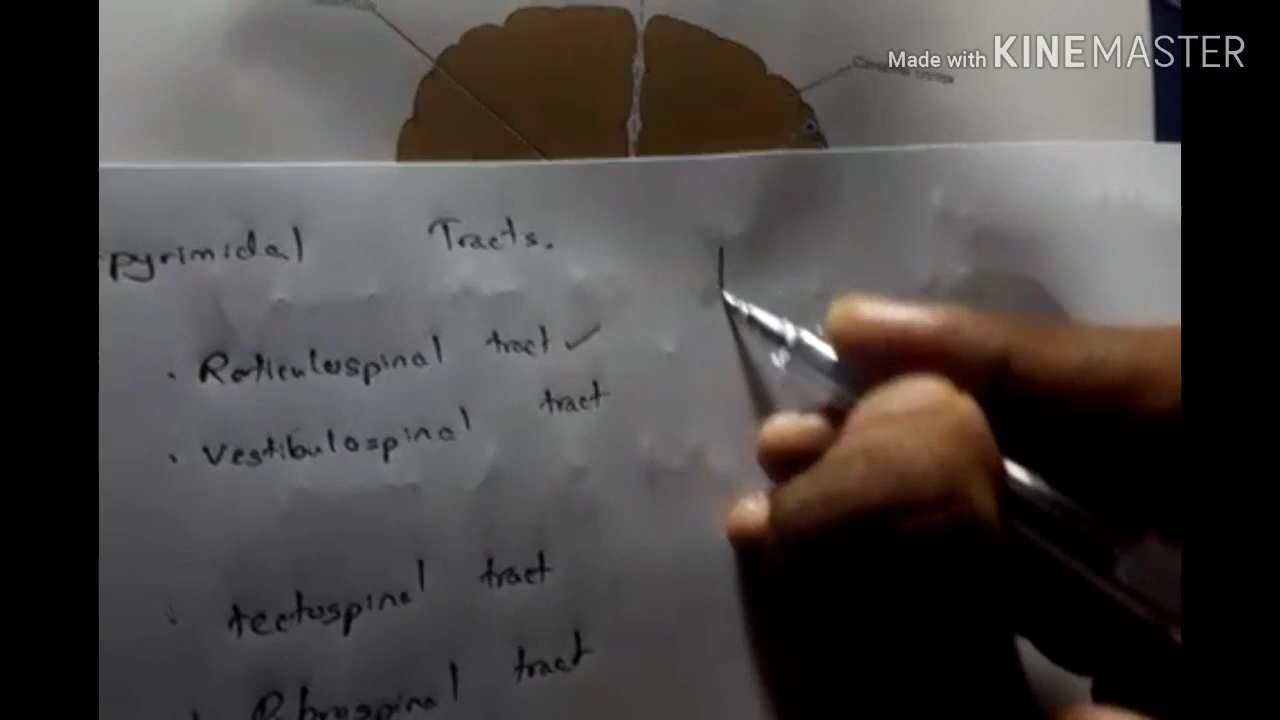 Made with KINEMASTER
pyrimidal Tracts.
• Reticulospinal tract ✓
• Vestibulospinal tract
• tectospinal tract
tract